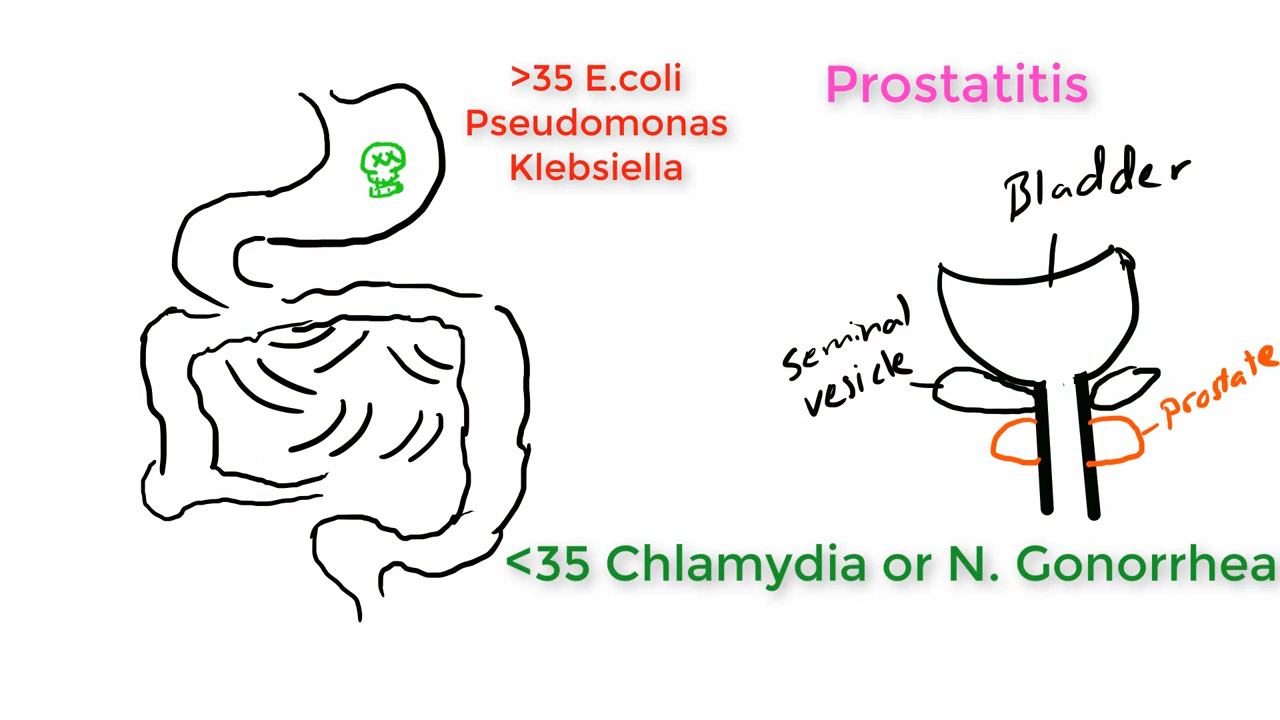 >35 E.coli
Pseudomonas
Klebsiella
Prostatitis
Bladder
Seminal
vesicle
prostate
<35 Chlamydia or N. Gonorrhea